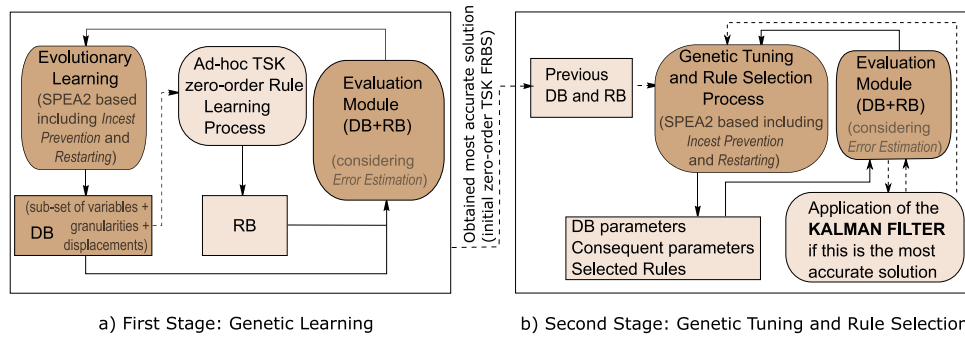 Evolutionary
Learning
(SPEA2 based
including Incest
Prevention and
Restarting)
Ad-hoc TSK
zero-order Rule
Learning
Process
Evaluation
Module
(DB+RB)
(considering
Error Estimation)
DB
(sub-set of variables +
granularities +
displacements)
RB
a) First Stage: Genetic Learning
Obtained most accurate solution
(initial zero-order TSK FRBS)
Previous
DB and RB
Genetic Tuning
and Rule Selection
Process
(SPEA2 based including
Incest Prevention
and Restarting)
Evaluation
Module
(DB+RB)
(considering
Error Estimation)
DB parameters
Consequent parameters
Selected Rules
Application of the
KALMAN FILTER
if this is the most
accurate solution
b) Second Stage: Genetic Tuning and Rule Selection